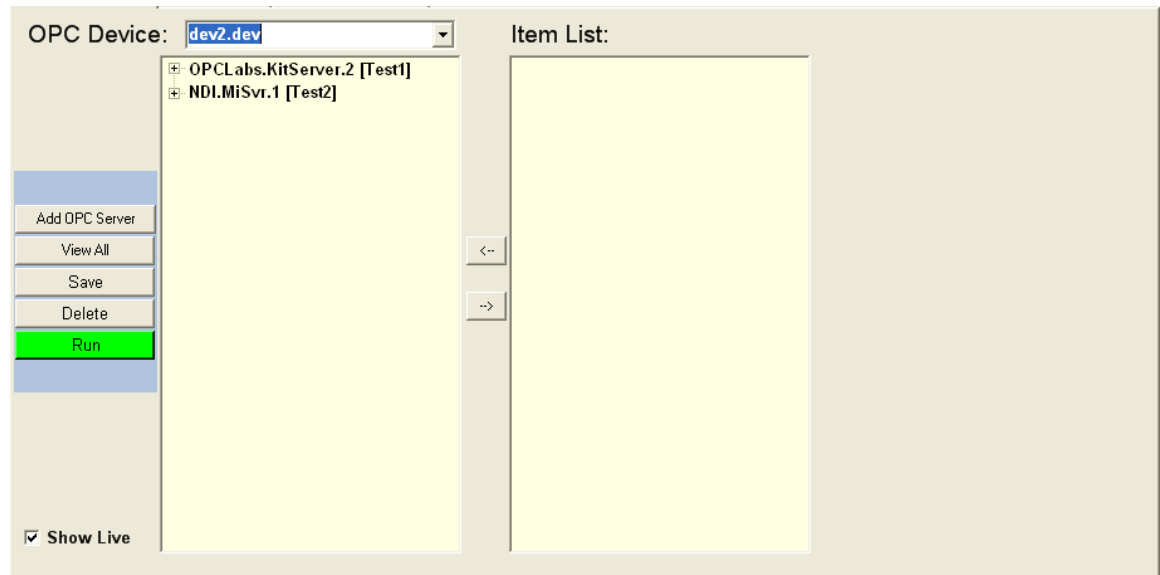 OPC Device: dev2.dev
Item List:
OPCLabs.KitServer.2 [Test1]
NDI.MiSvr.1 [Test2]
Add OPC Server
View All
Save
Delete
Run
<--
-->
Show Live